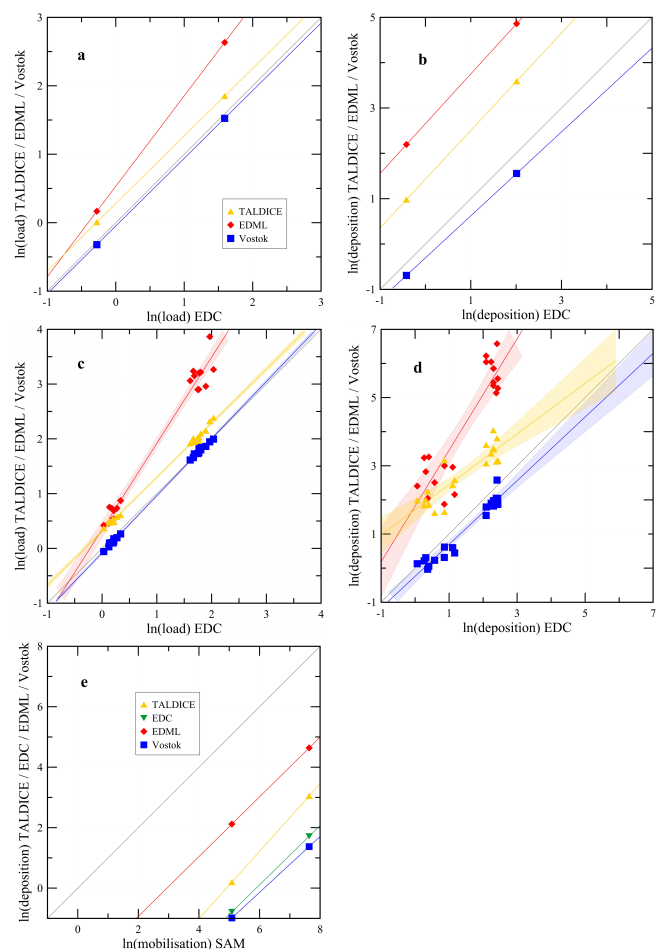 3
2
1
0
-1
-1
0
1
2
3
a
ln(load) TALDICE / EDML / Vostok
ln(load) EDC
TALDICE
EDML
Vostok
5
3
1
-1
-1
1
3
5
b
ln(deposition) TALDICE / EDML / Vostok
ln(deposition) EDC
4
3
2
1
0
-1
-1
0
1
2
3
4
c
ln(load) TALDICE / EDML / Vostok
ln(load) EDC
7
5
3
1
-1
-1
1
3
5
7
d
ln(deposition) TALDICE / EDML / Vostok
ln(deposition) EDC
8
6
4
2
0
0
2
4
6
8
e
ln(deposition) TALDICE / EDC / EDML / Vostok
ln(mobilisation) SAM
TALDICE
EDC
EDML
Vostok